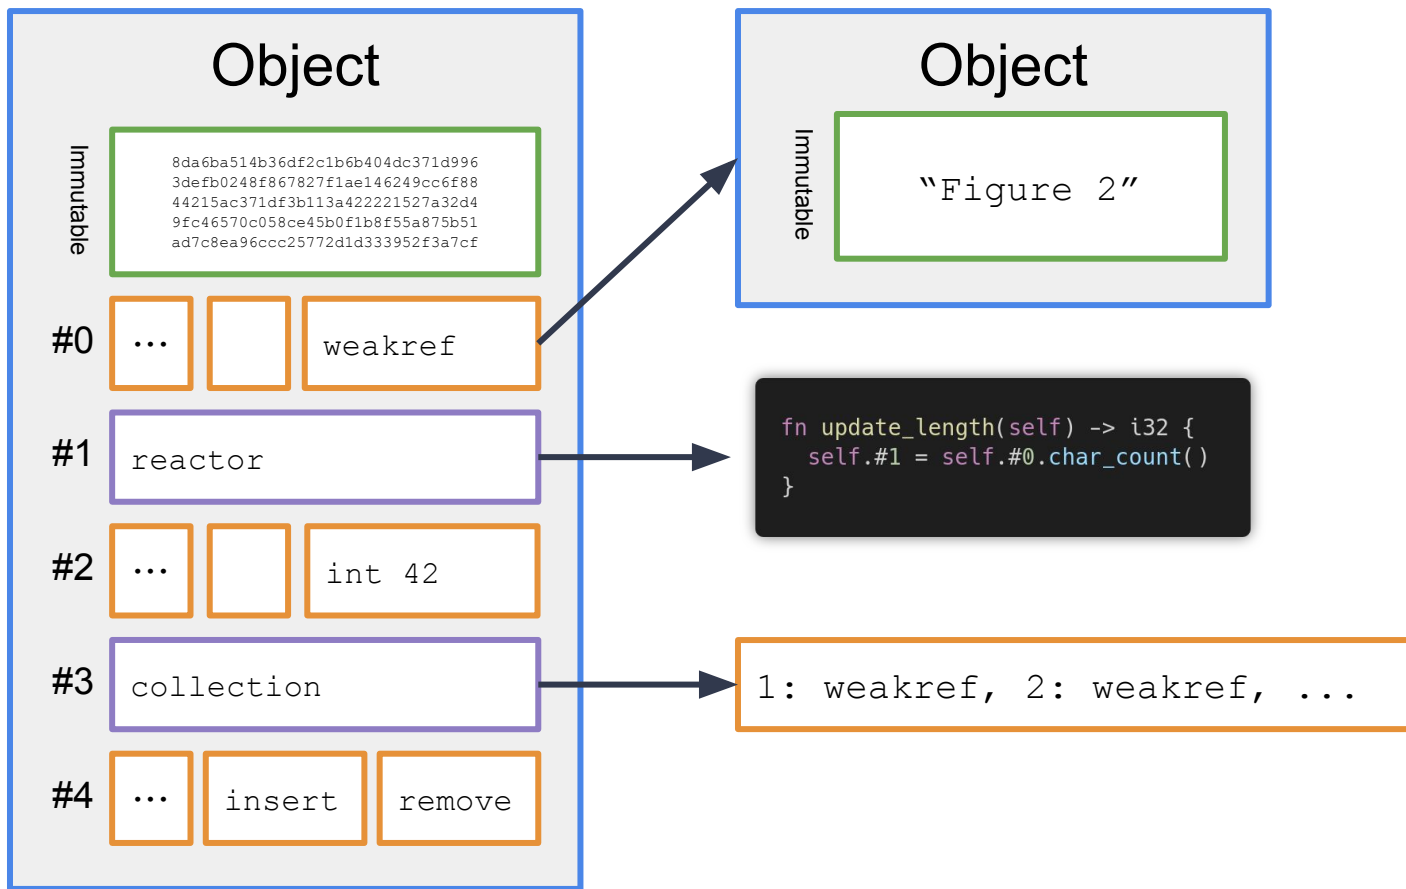 Object
Immutable
8da6ba514b36df2c1b6b404dc371d996
3defb0248f867827f1ae146249cc6f88
44215ac371df3b113a422221527a32d4
9fc46570c058ce45b0f1b8f55a875b51
ad7c8ea96ccc25772d1d333952f3a7cf
#0 ... weakref
#1 reactor
#2 ... int 42
#3 collection
#4 ... insert remove
Object
Immutable
“Figure 2”
fn update_length(self) -> i32 {
self.#1 = self.#0.char_count()
}
1: weakref, 2: weakref, ...